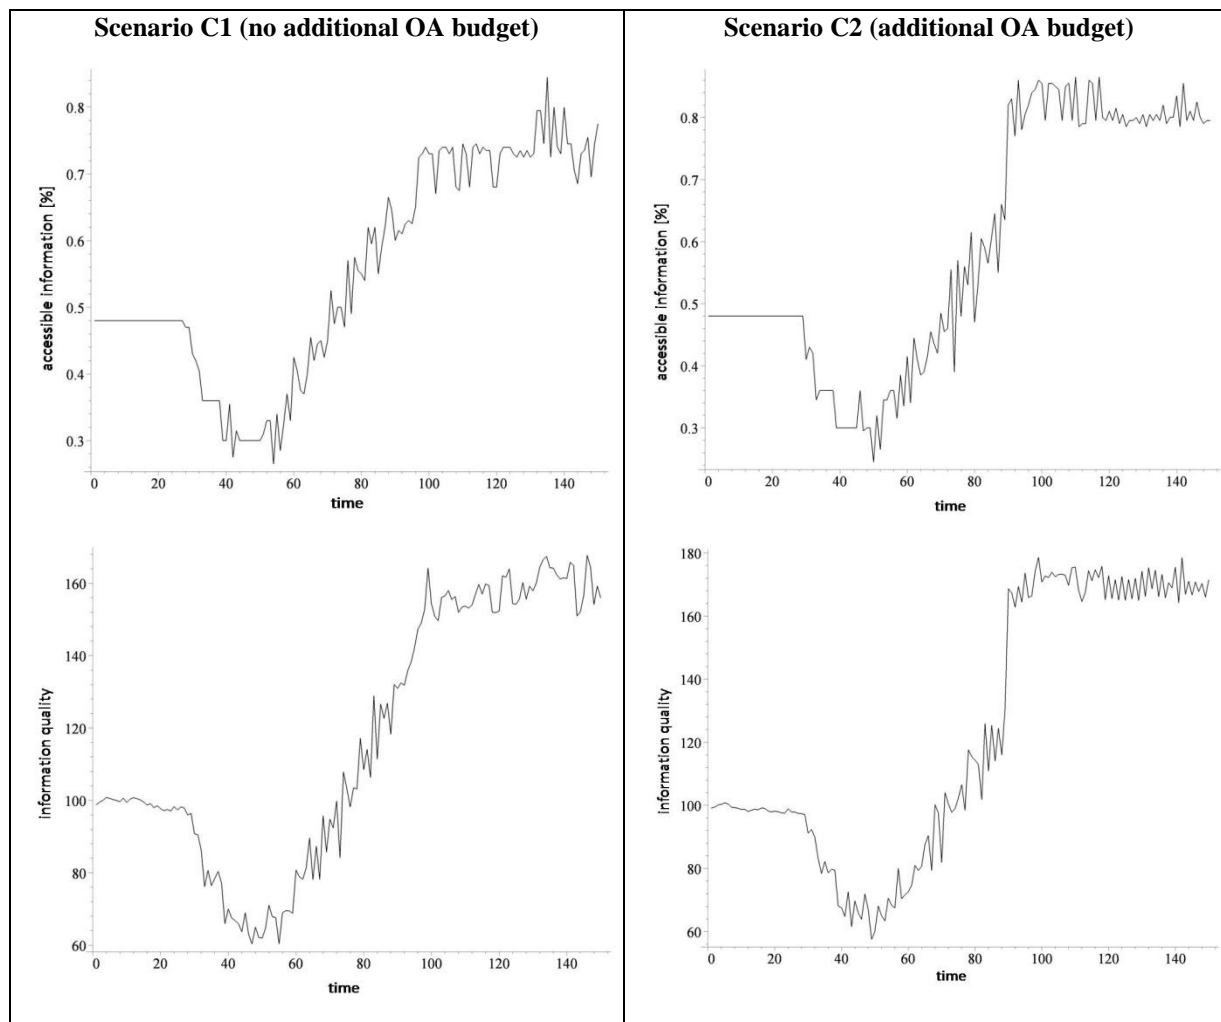 Scenario C1 (no additional OA budget)
Scenario C2 (additional OA budget)
accessible information [%]
0.8
0.7
0.6
0.5
0.4
0.3
0 20 40 60 80 100 120 140
time
accessible information [%]
0.8
0.7
0.6
0.5
0.4
0.3
0 20 40 60 80 100 120 140
time
information quality
160
140
120
100
80
60
0 20 40 60 80 100 120 140
time
information quality
180
160
140
120
100
80
60
0 20 40 60 80 100 120 140
time